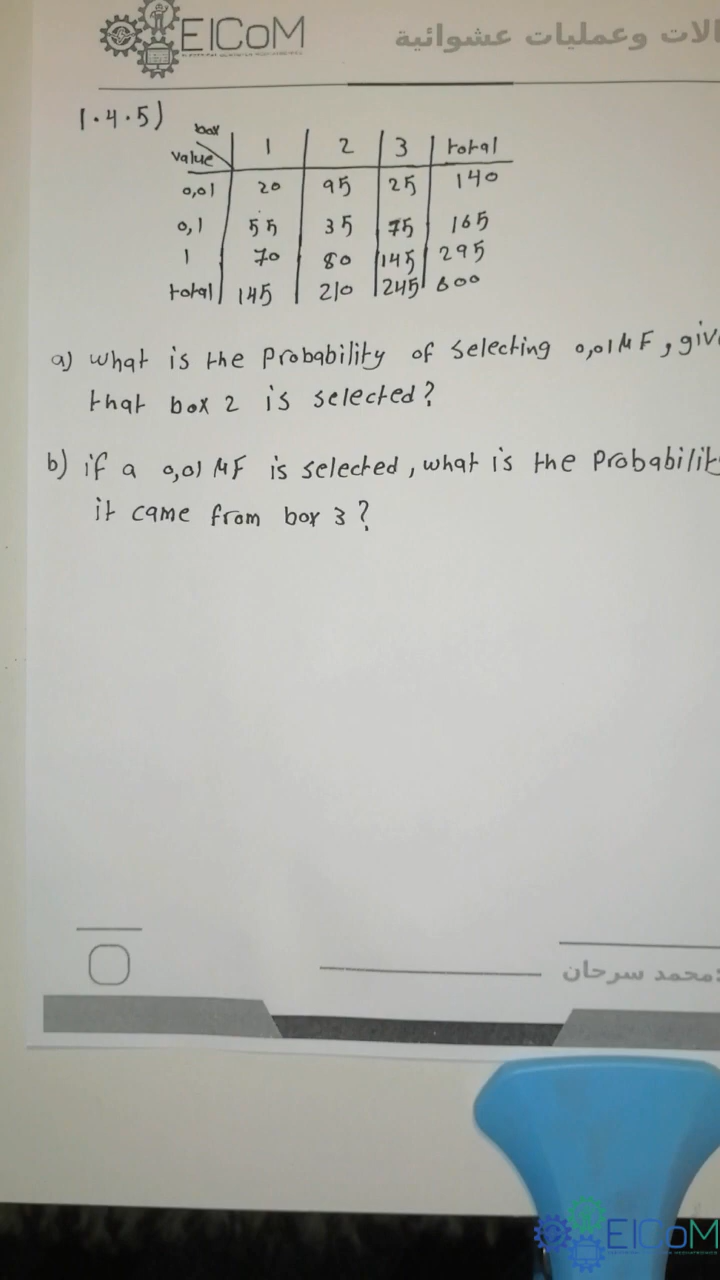 EICoM
الات وعمليات عشوائية
1.4.5)
box
value 1 2 3 total
0,01 20 95 25 140
0,1 55 35 75 165
1 70 80 145 295
total 145 210 245 600
a) what is the probability of selecting 0,01 MF, give
that box 2 is selected?
b) if a 0,01 MF is selected, what is the Probabilit
it came from box 3?
محمد سرحان:
EICoM